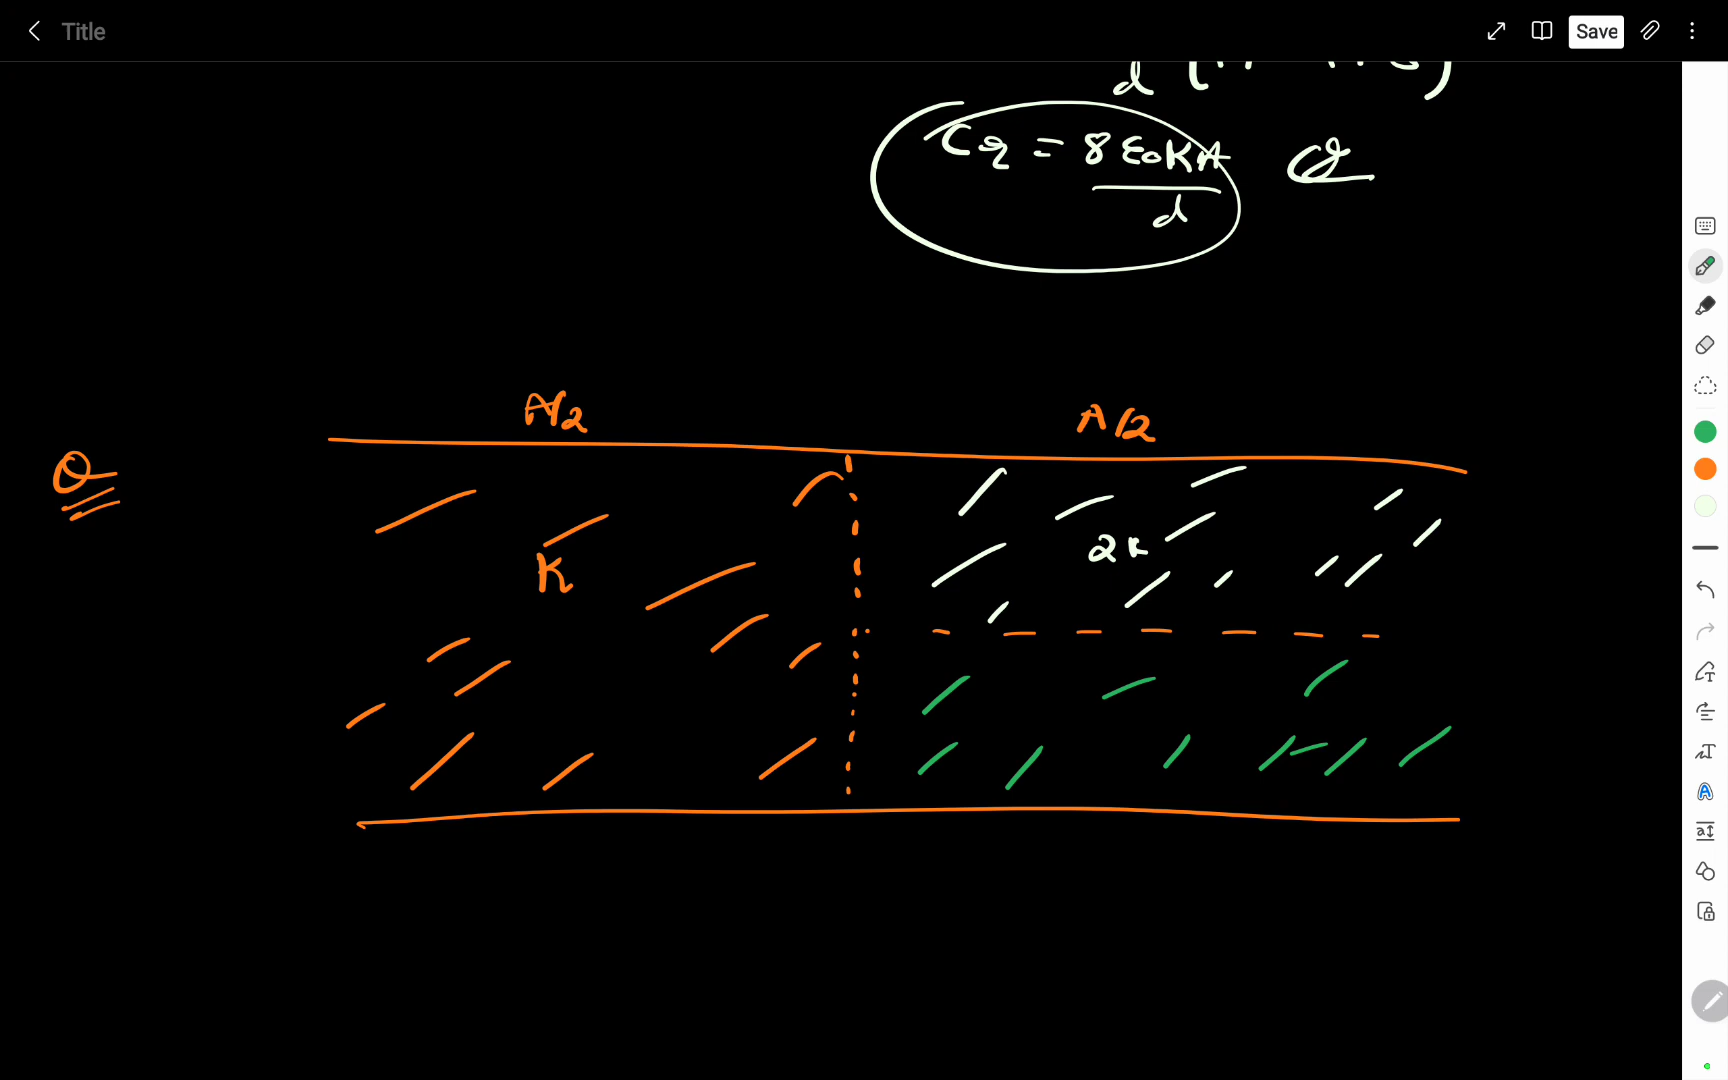 Title
Save
d
Cq = 8ε₀KA
d
A/2
A/2
K
2K